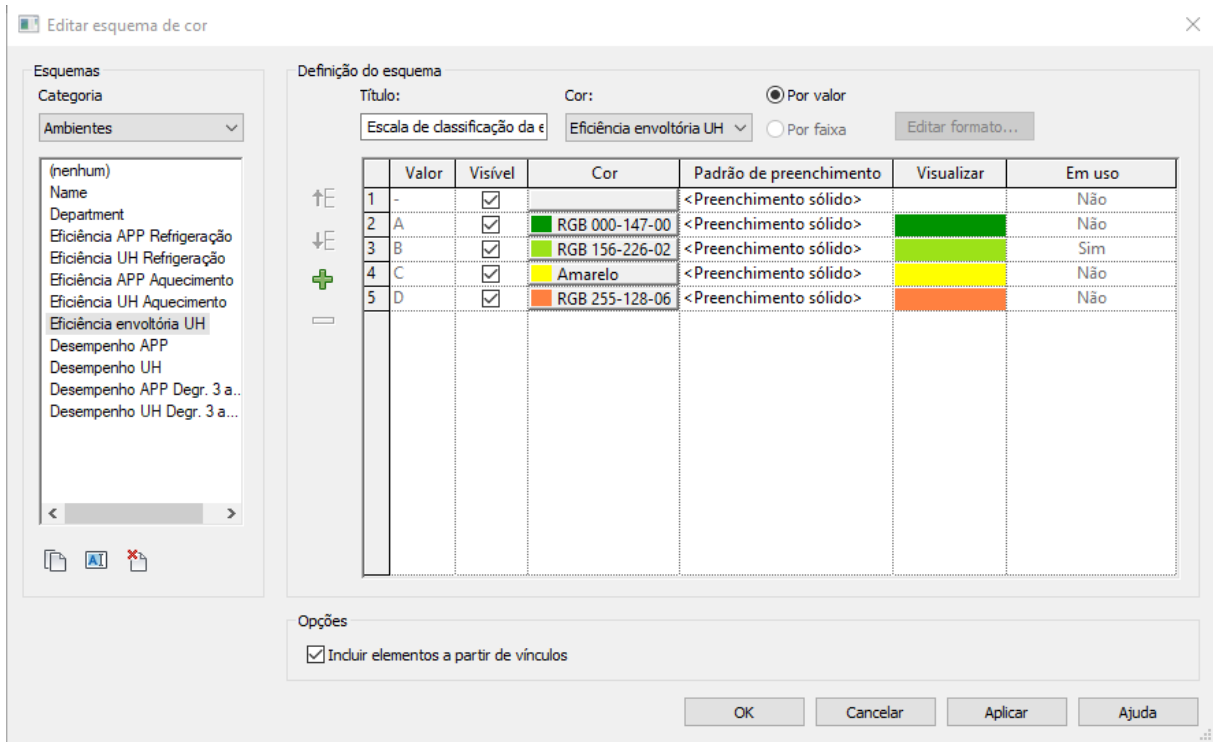 Editar esquema de cor
Esquemas
Categoria
Ambientes
(nenhum)
Name
Department
Eficiência APP Refrigeração
Eficiência UH Refrigeração
Eficiência APP Aquecimento
Eficiência UH Aquecimento
Eficiência envoltória UH
Desempenho APP
Desempenho UH
Desempenho APP Degr. 3 a..
Desempenho UH Degr. 3 a...
Definição do esquema
Título: Cor: Por valor
Escala de classificação da e Eficiência envoltória UH Por faixa Editar formato...
Valor Visível Cor Padrão de preenchimento Visualizar Em uso
1 - <Preenchimento sólido> Não
2 A RGB 000-147-00 <Preenchimento sólido> Não
3 B RGB 156-226-02 <Preenchimento sólido> Sim
4 C Amarelo <Preenchimento sólido> Não
5 D RGB 255-128-06 <Preenchimento sólido> Não
Opções
Incluir elementos a partir de vínculos
OK Cancelar Aplicar Ajuda